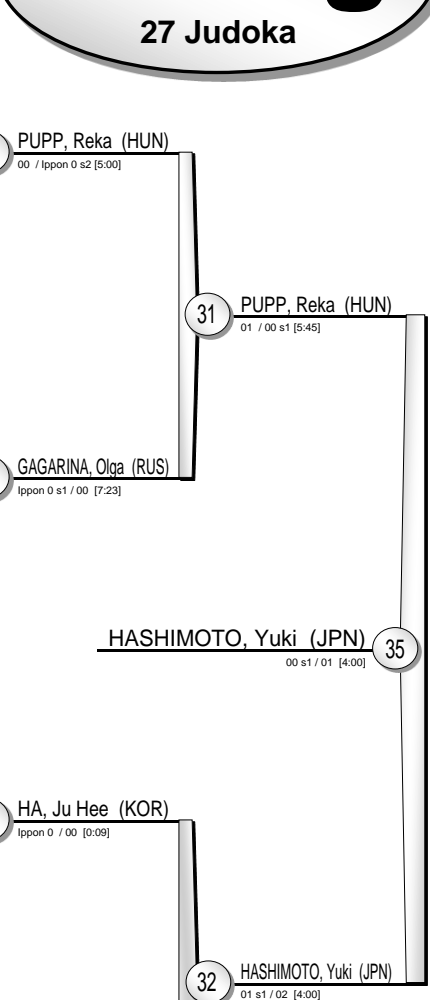 27 Judoka
PUPP, Reka (HUN)
00 / Ippon 0 s2 [5:00]
31
PUPP, Reka (HUN)
01 / 00 s1 [5:45]
GAGARINA, Olga (RUS)
Ippon 0 s1 / 00 [7:23]
HASHIMOTO, Yuki (JPN)
35
00 s1 / 01 [4:00]
HA, Ju Hee (KOR)
Ippon 0 / 00 [0:09]
32
HASHIMOTO, Yuki (JPN)
01 s1 / 02 [4:00]